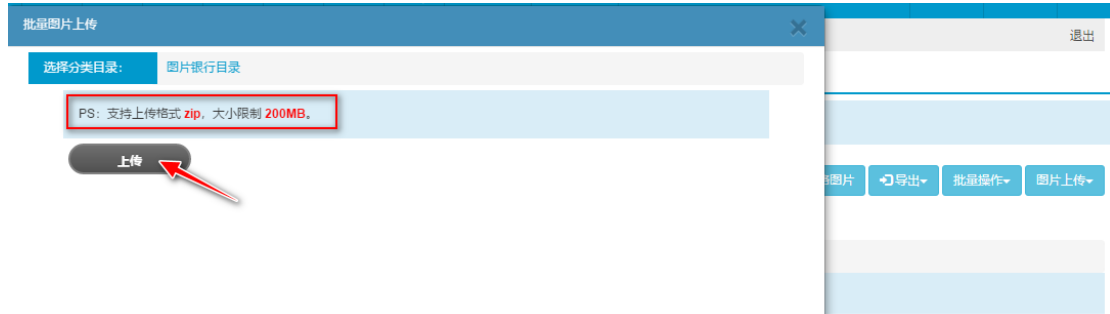 批量图片上传
退出
选择分类目录: 图片银行目录
PS: 支持上传格式 zip, 大小限制 200MB。
上传
图片 导出 批量操作 图片上传